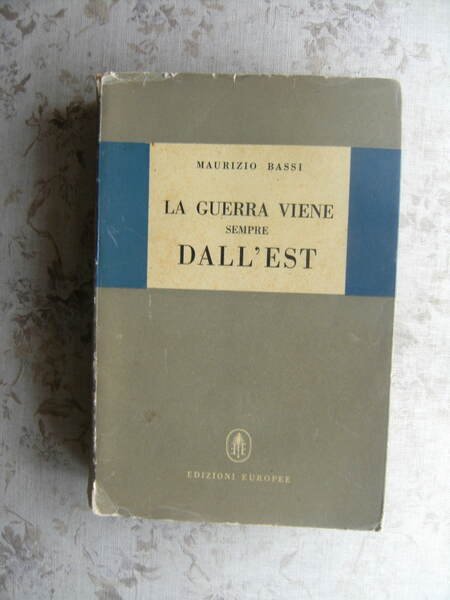 MAURIZIO BASSI
LA GUERRA VIENE
SEMPRE
DALL'EST
EDIZIONI EUROPEE